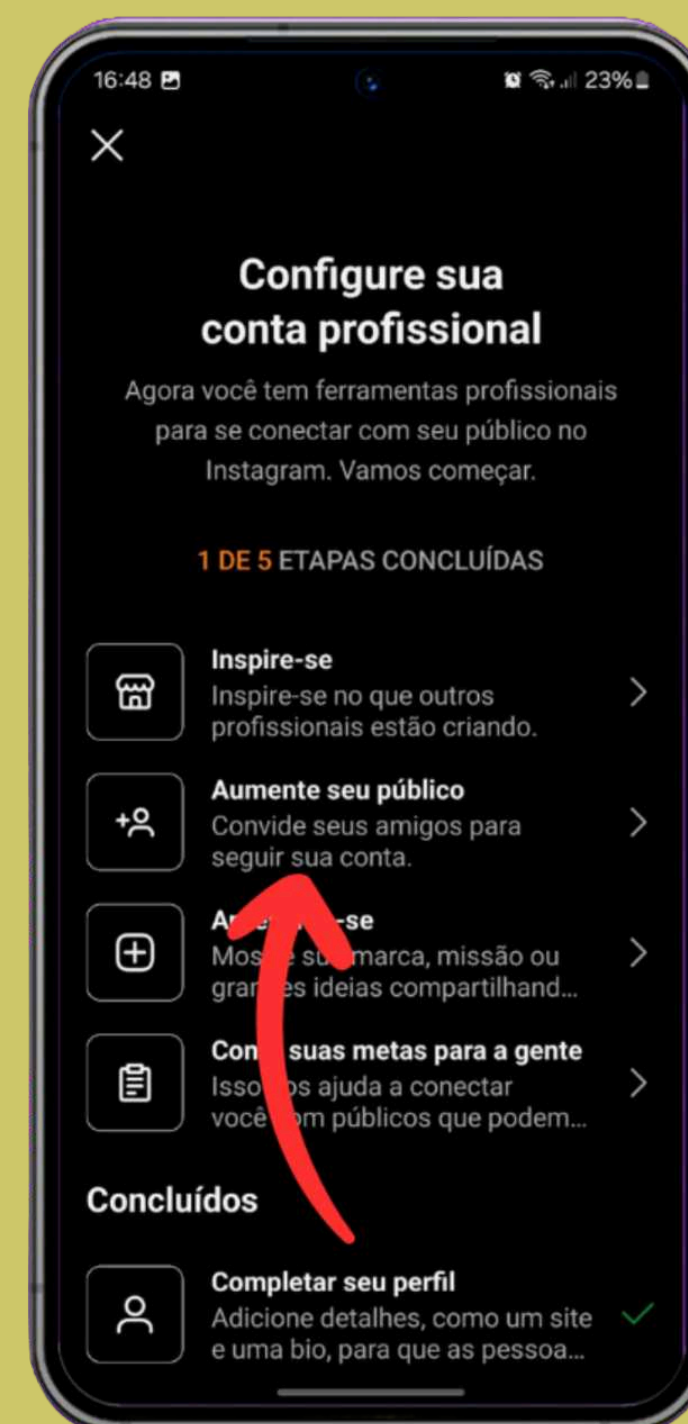 16:48
23%
Configure sua
conta profissional
Agora você tem ferramentas profissionais
para se conectar com seu público no
Instagram. Vamos começar.
1 DE 5 ETAPAS CONCLUÍDAS
Inspire-se
Inspire-se no que outros
profissionais estão criando.
Aumente seu público
Convide seus amigos para
seguir sua conta.
-se
marca, missão ou
ideias compartilhand...
suas metas para a gente
ajuda a conectar
você públicos que podem...
Concluídos
Completar seu perfil
Adicione detalhes, como um site
e uma bio, para que as pessoa...